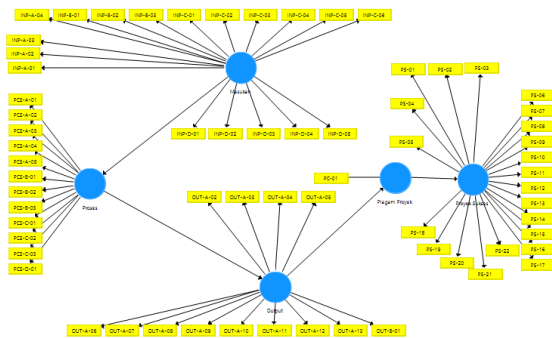 INP-A-04 INP-B-01 INP-B-02 INP-B-03 INP-C-01 INP-C-02 INP-C-03 INP-C-04 INP-C-05 INP-C-06
INP-A-03
INP-A-02
INP-A-01
Masukan
INP-D-01 INP-D-02 INP-D-03 INP-D-04 INP-D-05
PCS-A-01
PCS-A-02
PCS-A-03
PCS-A-04
PCS-A-05
PCS-B-01
PCS-B-02
PCS-B-03
PCS-C-01
PCS-C-02
PCS-C-03
PCS-D-01
Proses
OUT-A-02 OUT-A-03 OUT-A-04 OUT-A-05
Output
OUT-A-06 OUT-A-07 OUT-A-08 OUT-A-09 OUT-A-10 OUT-A-11 OUT-A-12 OUT-A-13 OUT-B-01
PC-01
Piagam Proyek
PS-01 PS-02 PS-03
PS-04
PS-05
Proyek Sukses
PS-06
PS-07
PS-08
PS-09
PS-10
PS-11
PS-12
PS-13
PS-14
PS-15
PS-16
PS-17
PS-18
PS-19
PS-20
PS-21
PS-22